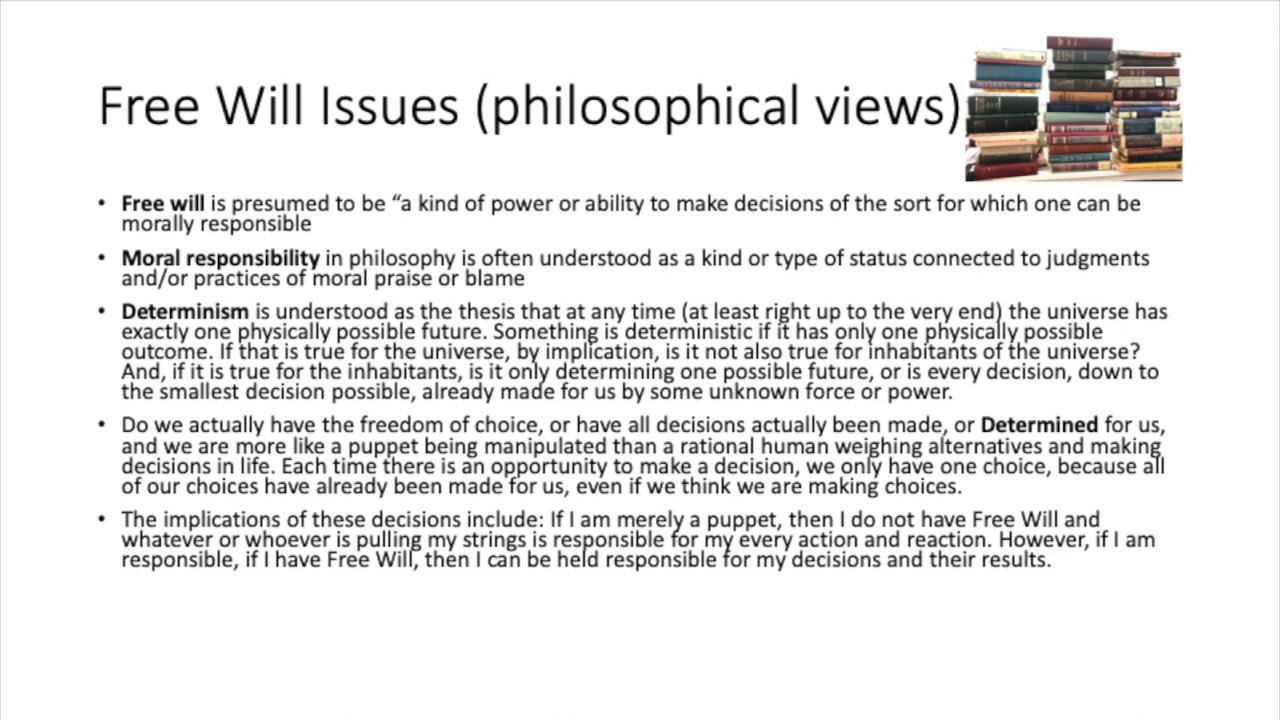 Free Will Issues (philosophical views)
• Free will is presumed to be “a kind of power or ability to make decisions of the sort for which one can be
morally responsible
• Moral responsibility in philosophy is often understood as a kind or type of status connected to judgments
and/or practices of moral praise or blame
• Determinism is understood as the thesis that at any time (at least right up to the very end) the universe has
exactly one physically possible future. Something is deterministic if it has only one physically possible
outcome. If that is true for the universe, by implication, is it not also true for inhabitants of the universe?
And, if it is true for the inhabitants, is it only determining one possible future, or is every decision, down to
the smallest decision possible, already made for us by some unknown force or power.
• Do we actually have the freedom of choice, or have all decisions actually been made, or Determined for us,
and we are more like a puppet being manipulated than a rational human weighing alternatives and making
decisions in life. Each time there is an opportunity to make a decision, we only have one choice, because all
of our choices have already been made for us, even if we think we are making choices.
• The implications of these decisions include: If I am merely a puppet, then I do not have Free Will and
whatever or whoever is pulling my strings is responsible for my every action and reaction. However, if I am
responsible, if I have Free Will, then I can be held responsible for my decisions and their results.